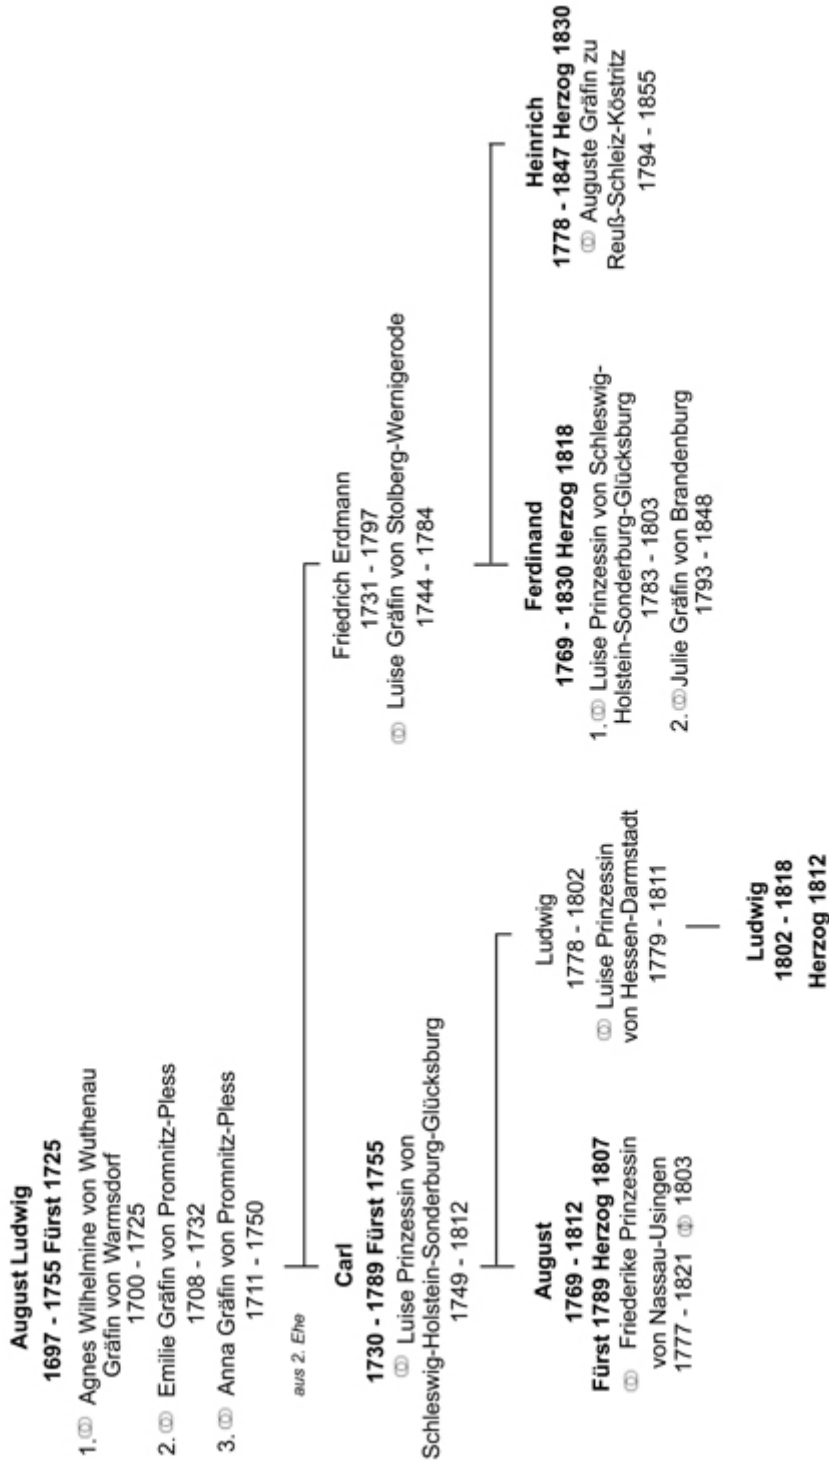 August Ludwig
1697 - 1755 Fürst 1725
1. Agnes Wilhelmine von Wuthenau
Gräfin von Warmsdorf
1700 - 1725
2. Emilie Gräfin von Promnitz-Pless
1708 - 1732
3. Anna Gräfin von Promnitz-Pless
1711 - 1750
aus 2. Ehe
Carl
1730 - 1789 Fürst 1755
Luise Prinzessin von
Schleswig-Holstein-Sonderburg-Glücksburg
1749 - 1812
Friedrich Erdmann
1731 - 1797
Luise Gräfin von Stolberg-Wernigerode
1744 - 1784
August
1769 - 1812
Fürst 1789 Herzog 1807
Friederike Prinzessin
von Nassau-Usingen
1777 - 1821 ⚭ 1803
Ludwig
1778 - 1802
Luise Prinzessin
von Hessen-Darmstadt
1779 - 1811
Ferdinand
1769 - 1830 Herzog 1818
1. Luise Prinzessin von Schleswig-
Holstein-Sonderburg-Glücksburg
1783 - 1803
2. Julie Gräfin von Brandenburg
1793 - 1848
Heinrich
1778 - 1847 Herzog 1830
Auguste Gräfin zu
Reuß-Schleiz-Köstritz
1794 - 1855
Ludwig
1802 - 1818
Herzog 1812